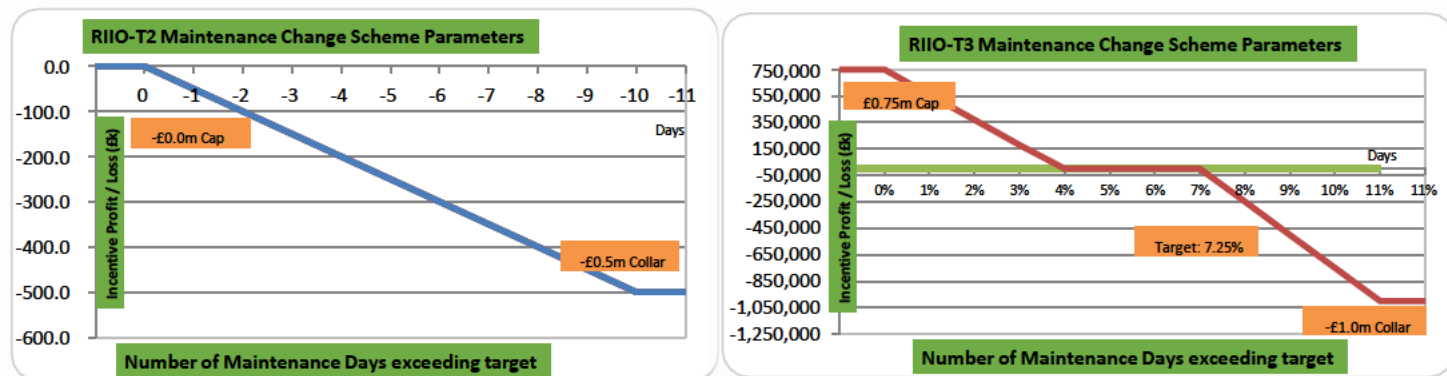 RIIO-T2 Maintenance Change Scheme Parameters
0.0
-100.0
-200.0
-300.0
-400.0
-500.0
-600.0
Incentive Profit / Loss (£k)
0 -1 -2 -3 -4 -5 -6 -7 -8 -9 -10 -11
Days
-£0.0m Cap
-£0.5m Collar
Number of Maintenance Days exceeding target
RIIO-T3 Maintenance Change Scheme Parameters
750,000
550,000
350,000
150,000
-50,000
-250,000
-450,000
-650,000
-850,000
-1,050,000
-1,250,000
Incentive Profit / Loss (£k)
£0.75m Cap
Days
0% 1% 2% 3% 4% 5% 6% 7% 8% 9% 10% 11% 11%
Target: 7.25%
-£1.0m Collar
Number of Maintenance Days exceeding target